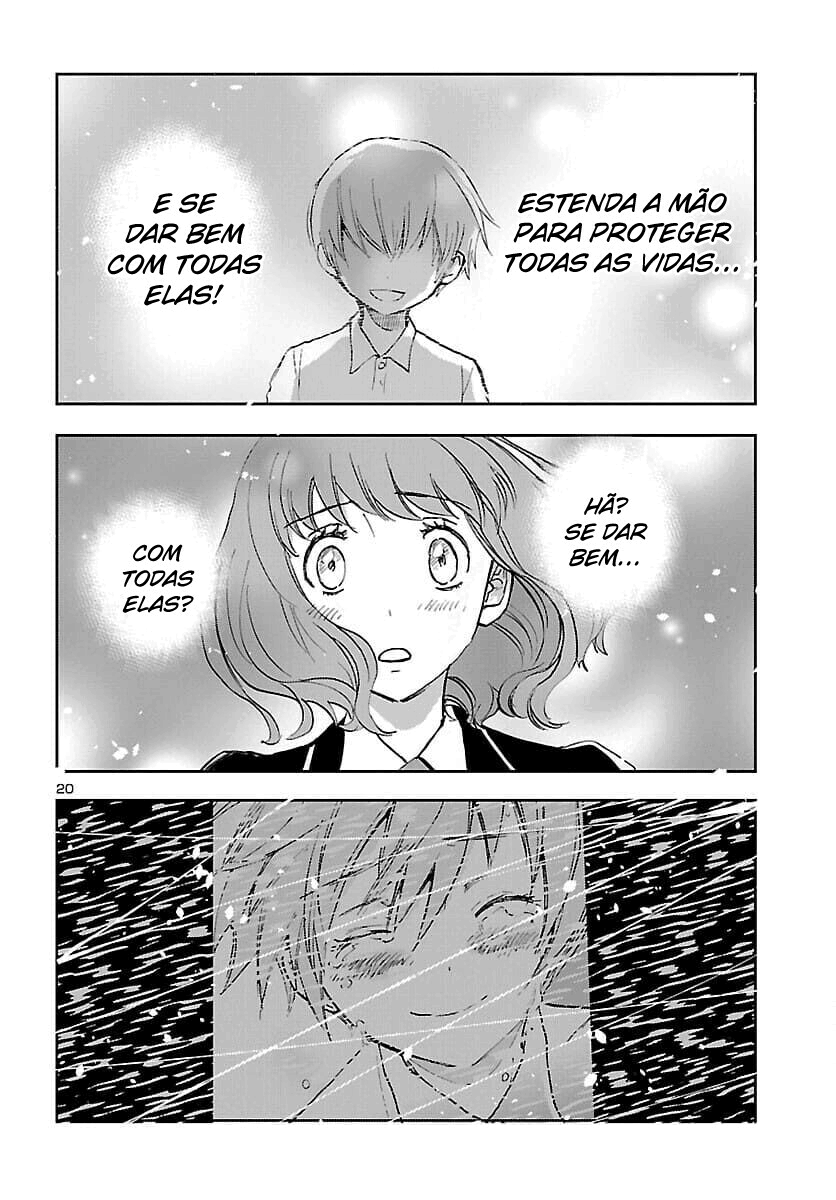 ESTENDA A MÃO
PARA PROTEGER
TODAS AS VIDAS...
E SE
DAR BEM
COM TODAS
ELAS!
HÃ?
SE DAR
BEM...
COM
TODAS
ELAS?
20